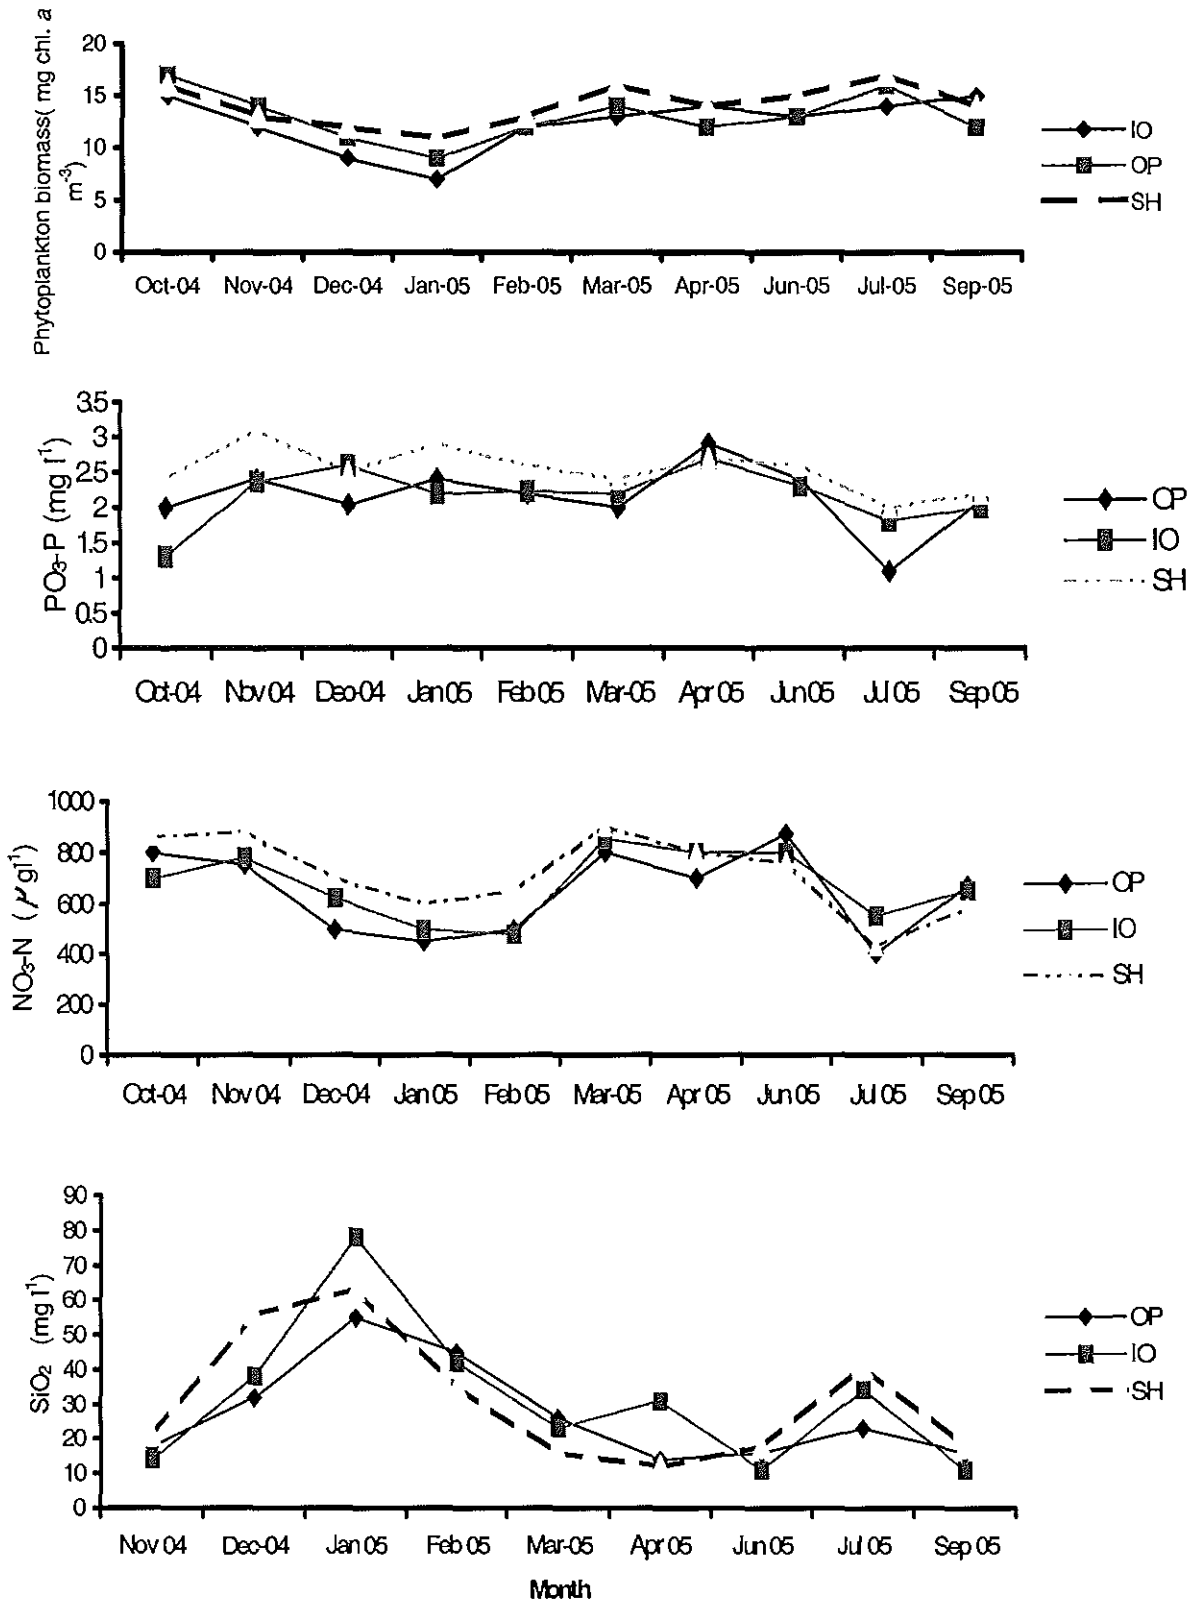 Phytoplankton biomass( mg chl. a
m-3)
20
15
10
5
0
Oct-04 Nov-04 Dec-04 Jan-05 Feb-05 Mar-05 Apr-05 Jun-05 Jul-05 Sep-05
IO
OP
SH
PO3-P (mg l1)
3.5
3
2.5
2
1.5
1
0.5
0
Oct-04 Nov 04 Dec-04 Jan 05 Feb 05 Mar-05 Apr 05 Jun 05 Jul 05 Sep 05
OP
IO
SH
NO3-N (μgl1)
1000
800
600
400
200
0
Oct-04 Nov 04 Dec-04 Jan 05 Feb 05 Mar-05 Apr 05 Jun 05 Jul 05 Sep 05
OP
IO
SH
SiO2 (mg l1)
90
80
70
60
50
40
30
20
10
0
Nov 04 Dec-04 Jan 05 Feb 05 Mar-05 Apr 05 Jun 05 Jul 05 Sep 05
OP
IO
SH
Month